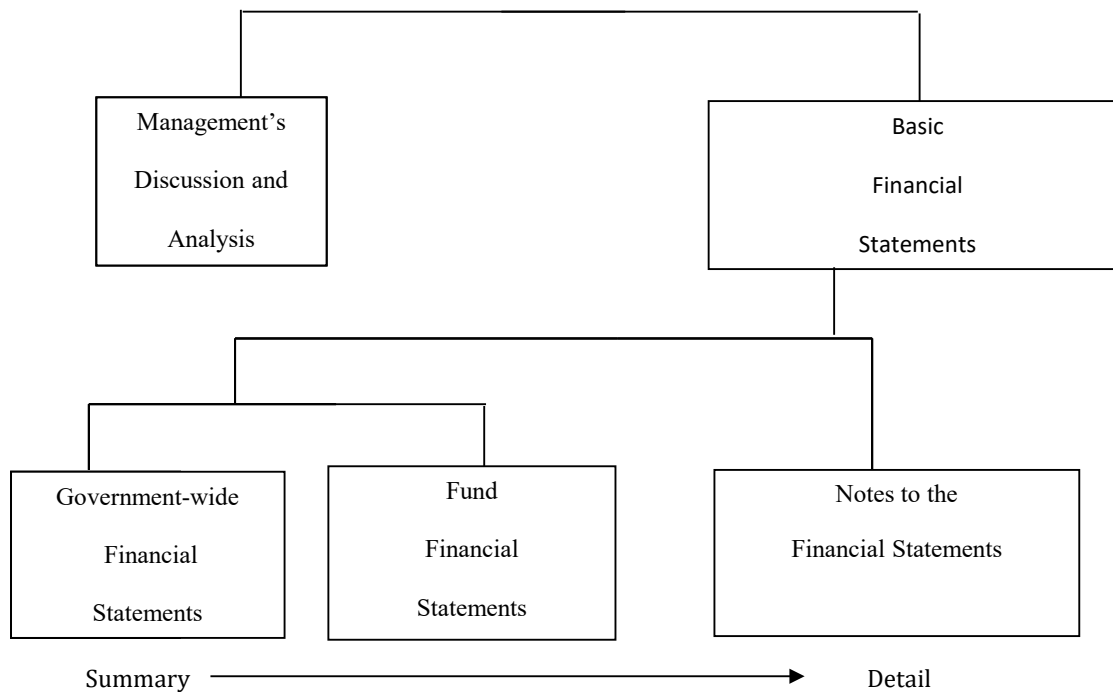 Management’s
Discussion and
Analysis
Basic
Financial
Statements
Government-wide
Financial
Statements
Fund
Financial
Statements
Notes to the
Financial Statements
Summary
Detail